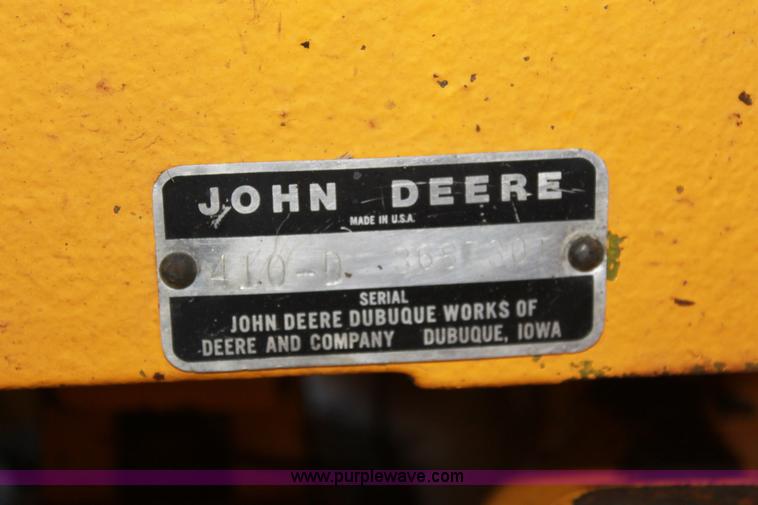 JOHN DEERE
MADE IN U.S.A.
410-D
SERIAL
JOHN DEERE DUBUQUE WORKS OF
DEERE AND COMPANY DUBUQUE, IOWA
www.purplewave.com